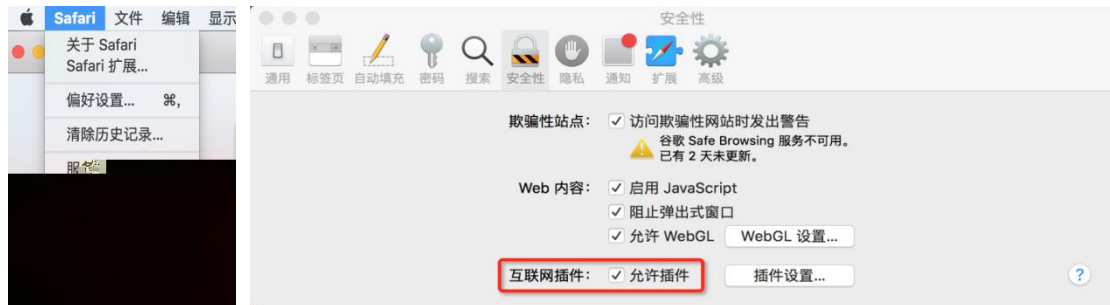 Safari 文件 编辑 显示
关于 Safari
Safari 扩展...
偏好设置... ⌘,
清除历史记录...
安全性
通用 标签页 自动填充 密码 搜索 安全性 隐私 通知 扩展 高级
欺骗性站点: 访问欺骗性网站时发出警告
谷歌 Safe Browsing 服务不可用。
已有 2 天未更新。
Web 内容: 启用 JavaScript
阻止弹出式窗口
允许 WebGL WebGL 设置...
互联网插件: 允许插件 插件设置... ?